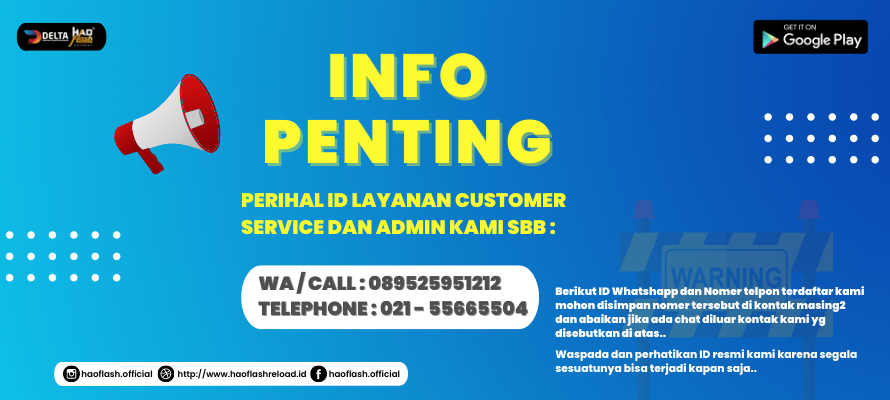 DELTA HAO flash
GET IT ON
Google Play
INFO
PENTING
PERIHAL ID LAYANAN CUSTOMER
SERVICE DAN ADMIN KAMI SBB :
WA / CALL : 089525951212
TELEPHONE : 021 - 55665504
WARNING
Berikut ID Whatshapp dan Nomer telpon terdaftar kami
mohon disimpan nomer tersebut di kontak masing2
dan abaikan jika ada chat diluar kontak kami yg
disebutkan di atas..
Waspada dan perhatikan ID resmi kami karena segala
sesuatunya bisa terjadi kapan saja..
haoflash.official http://www.haoflashreload.id haoflash.official